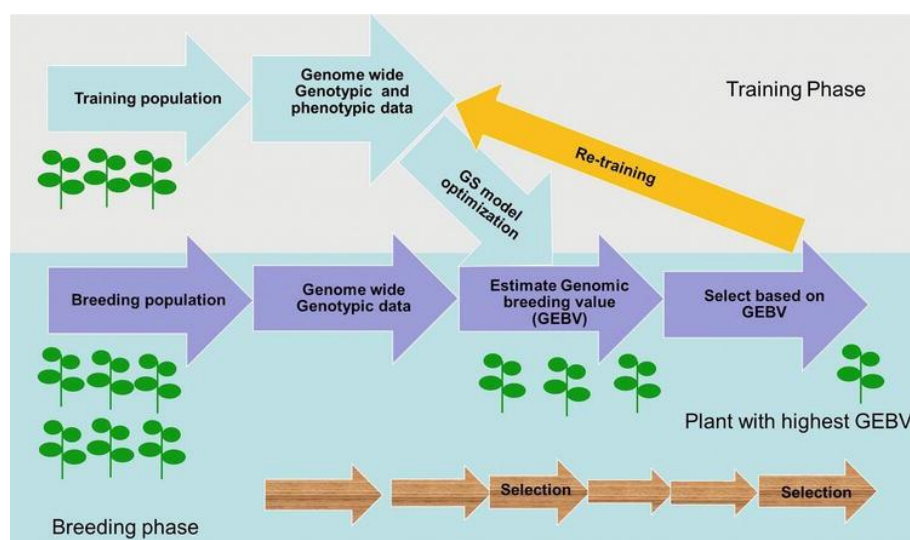 Training population
Genome wide
Genotypic and
phenotypic data
Training Phase
Re-training
GS model
optimization
Breeding population
Genome wide
Genotypic data
Estimate Genomic
breeding value
(GEBV)
Select based on
GEBV
Plant with highest GEBV
Selection
Selection
Breeding phase